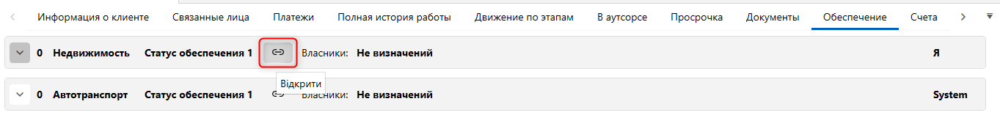 Информация о клиенте Связанные лица Платежи Полная история работы Движение по этапам В аутсорсе Просрочка Документы Обеспечение Счета
0 Недвижимость Статус обеспечения 1 Власники: Не визначений Я
Відкрити
0 Автотранспорт Статус обеспечения 1 Власники: Не визначений System